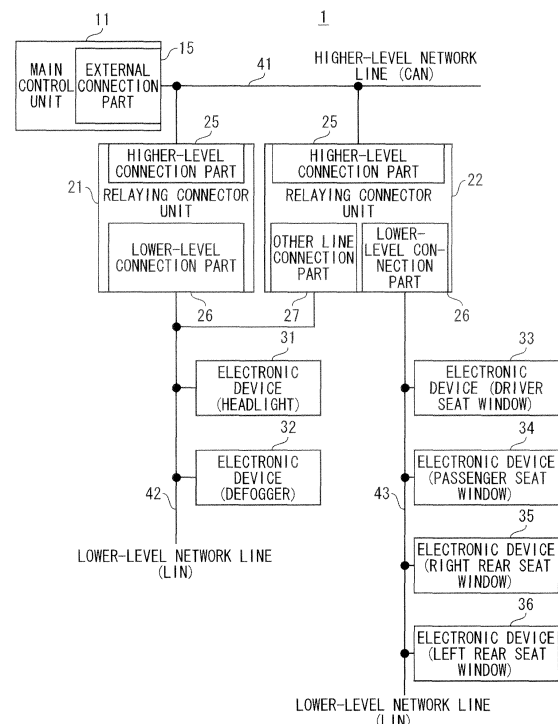 1
11
15
MAIN
CONTROL
UNIT
EXTERNAL
CONNECTION
PART
41
HIGHER-LEVEL NETWORK
LINE (CAN)
25
25
21
HIGHER-LEVEL
CONNECTION PART
RELAYING CONNECTOR
UNIT
LOWER-LEVEL
CONNECTION PART
HIGHER-LEVEL
CONNECTION PART
22
RELAYING CONNECTOR
UNIT
OTHER LINE
CONNECTION
PART
LOWER-
LEVEL CON-
NECTION
PART
26
27
26
31
ELECTRONIC
DEVICE
(HEADLIGHT)
32
ELECTRONIC
DEVICE
(DEFOGGER)
42
LOWER-LEVEL NETWORK LINE
(LIN)
33
ELECTRONIC
DEVICE (DRIVER
SEAT WINDOW)
34
ELECTRONIC DEVICE
(PASSENGER SEAT
WINDOW)
43
35
ELECTRONIC DEVICE
(RIGHT REAR SEAT
WINDOW)
36
ELECTRONIC DEVICE
(LEFT REAR SEAT
WINDOW)
LOWER-LEVEL NETWORK LINE
(LIN)